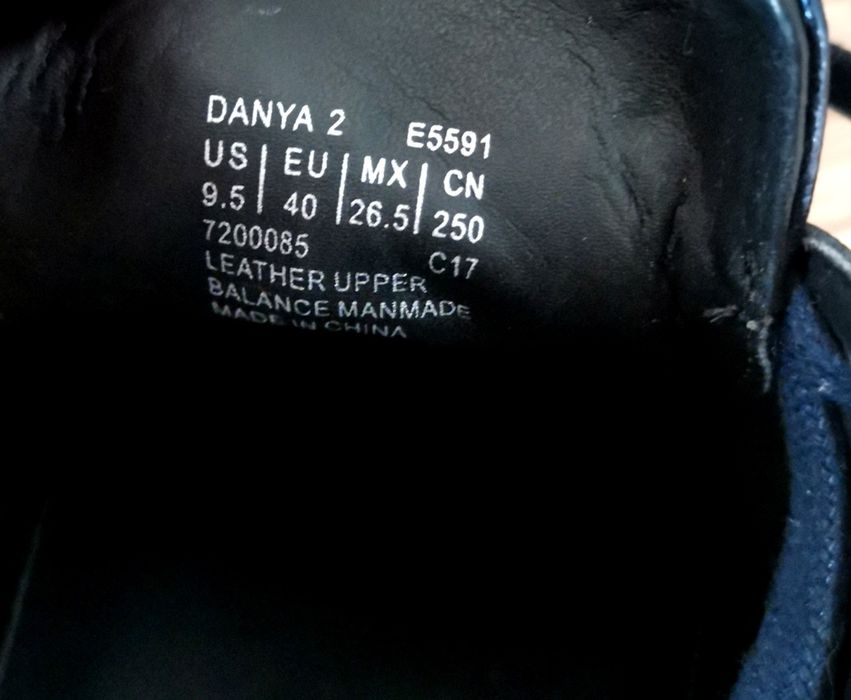 DANYA 2 E5591
US | EU | MX | CN
9.5 | 40 | 26.5 | 250
7200085 C17
LEATHER UPPER
BALANCE MANMADE
MADE IN CHINA